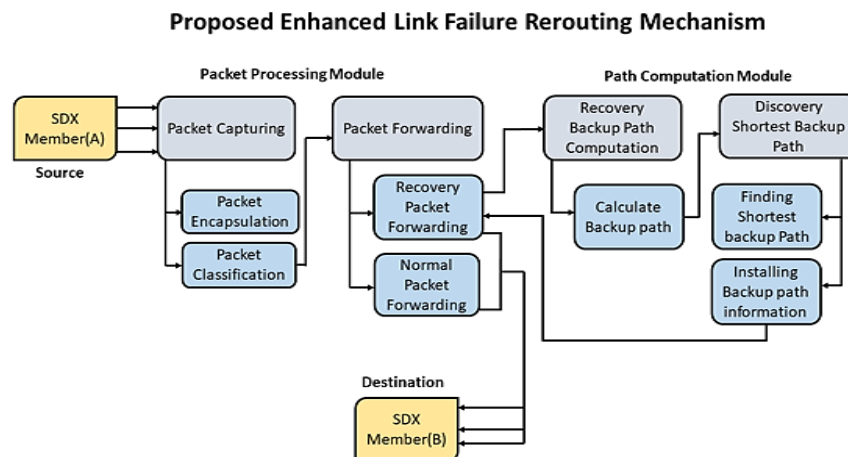 Proposed Enhanced Link Failure Rerouting Mechanism
Packet Processing Module
Path Computation Module
SDX
Member(A)
Source
Packet Capturing
Packet
Encapsulation
Packet
Classification
Packet Forwarding
Recovery
Packet
Forwarding
Normal
Packet
Forwarding
Recovery
Backup Path
Computation
Calculate
Backup path
Discovery
Shortest Backup
Path
Finding
Shortest
backup Path
Installing
Backup path
information
Destination
SDX
Member(B)